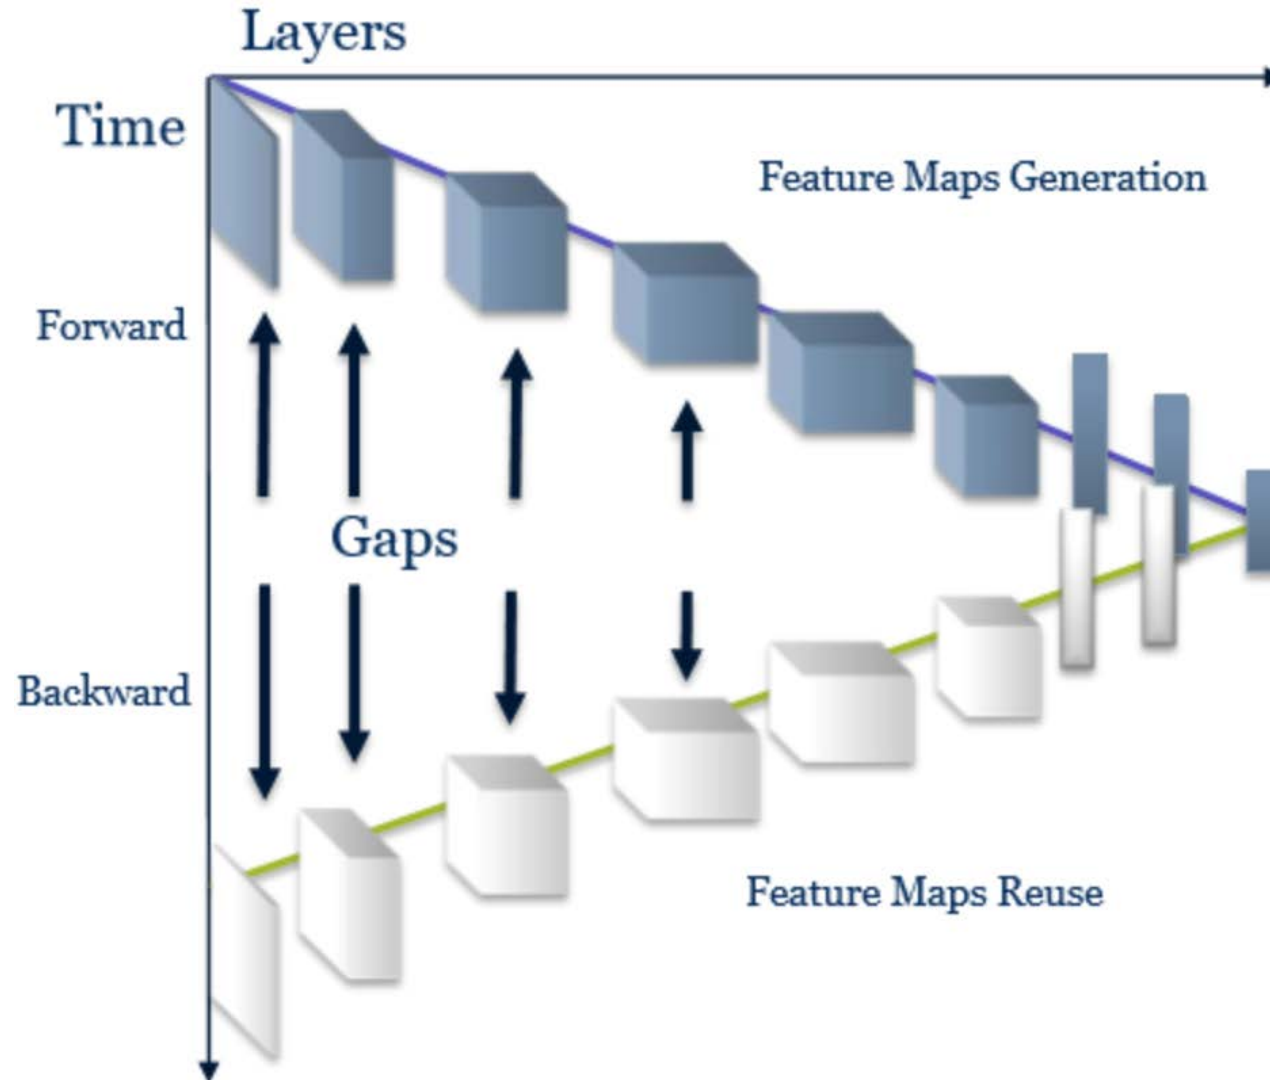 Layers
Time
Feature Maps Generation
Forward
Gaps
Backward
Feature Maps Reuse